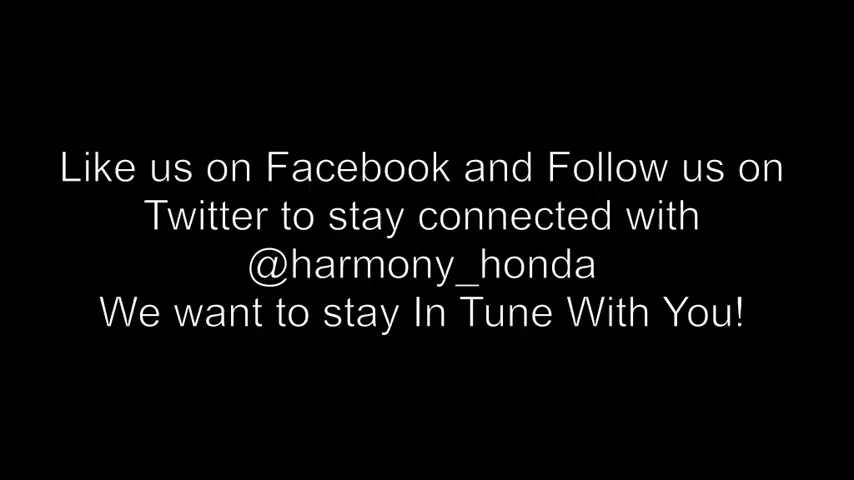 Like us on Facebook and Follow us on
Twitter to stay connected with
@harmony_honda
We want to stay In Tune With You!